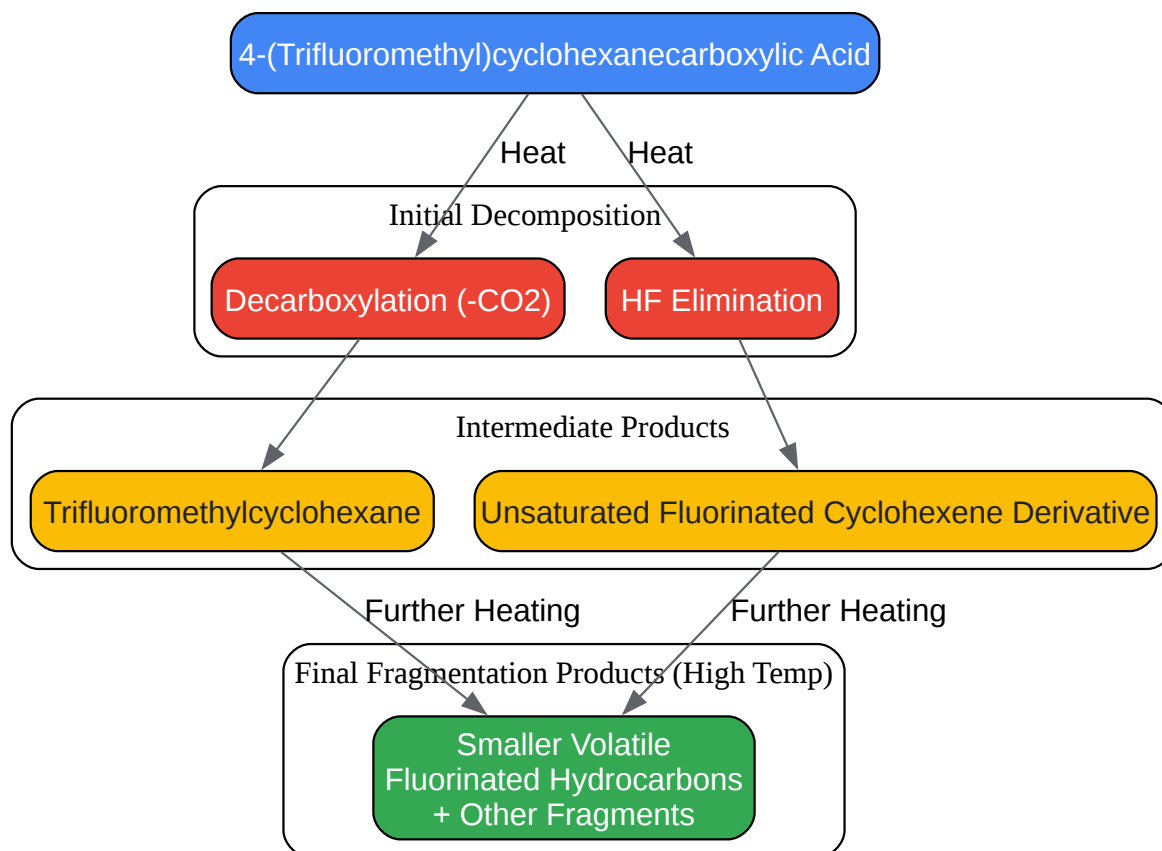 4-(Trifluoromethyl)cyclohexanecarboxylic Acid
Heat
Heat
Initial Decomposition
Decarboxylation (-CO2)
HF Elimination
Intermediate Products
Trifluoromethylcyclohexane
Unsaturated Fluorinated Cyclohexene Derivative
Further Heating
Further Heating
Final Fragmentation Products (High Temp)
Smaller Volatile
Fluorinated Hydrocarbons
+ Other Fragments